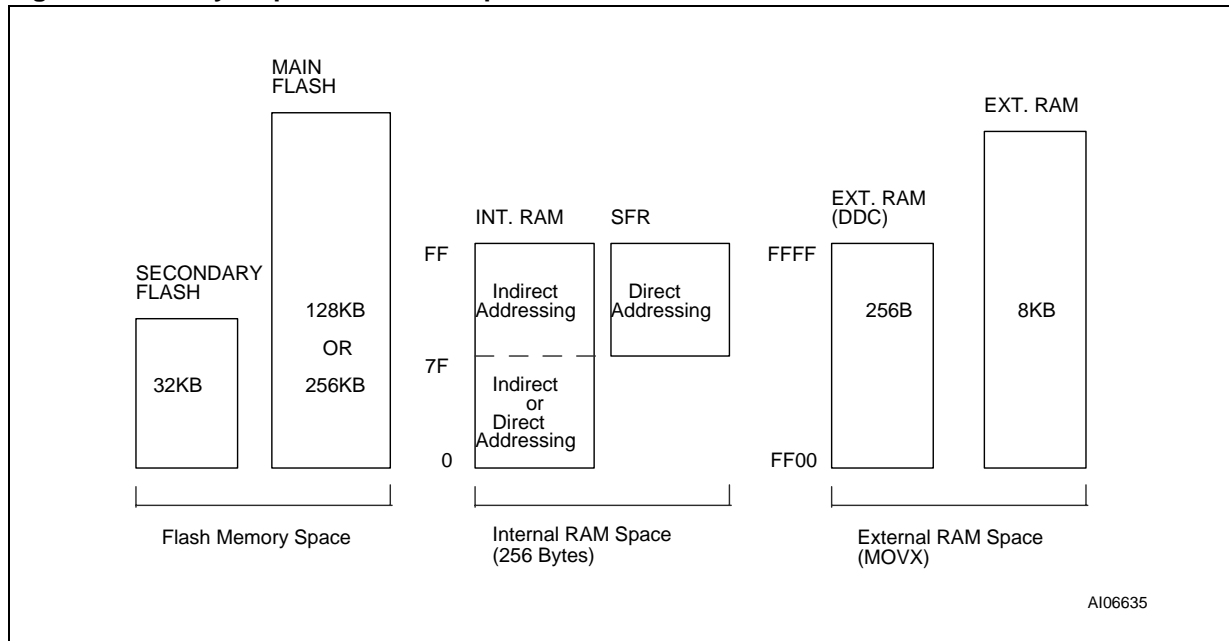 MAIN
FLASH
EXT. RAM
EXT. RAM
(DDC)
INT. RAM
SFR
FF
FFFF
SECONDARY
FLASH
Indirect
Addressing
Direct
Addressing
128KB
OR
256KB
256B
8KB
7F
32KB
Indirect
or
Direct
Addressing
0
FF00
Flash Memory Space
Internal RAM Space
(256 Bytes)
External RAM Space
(MOVX)
AI06635